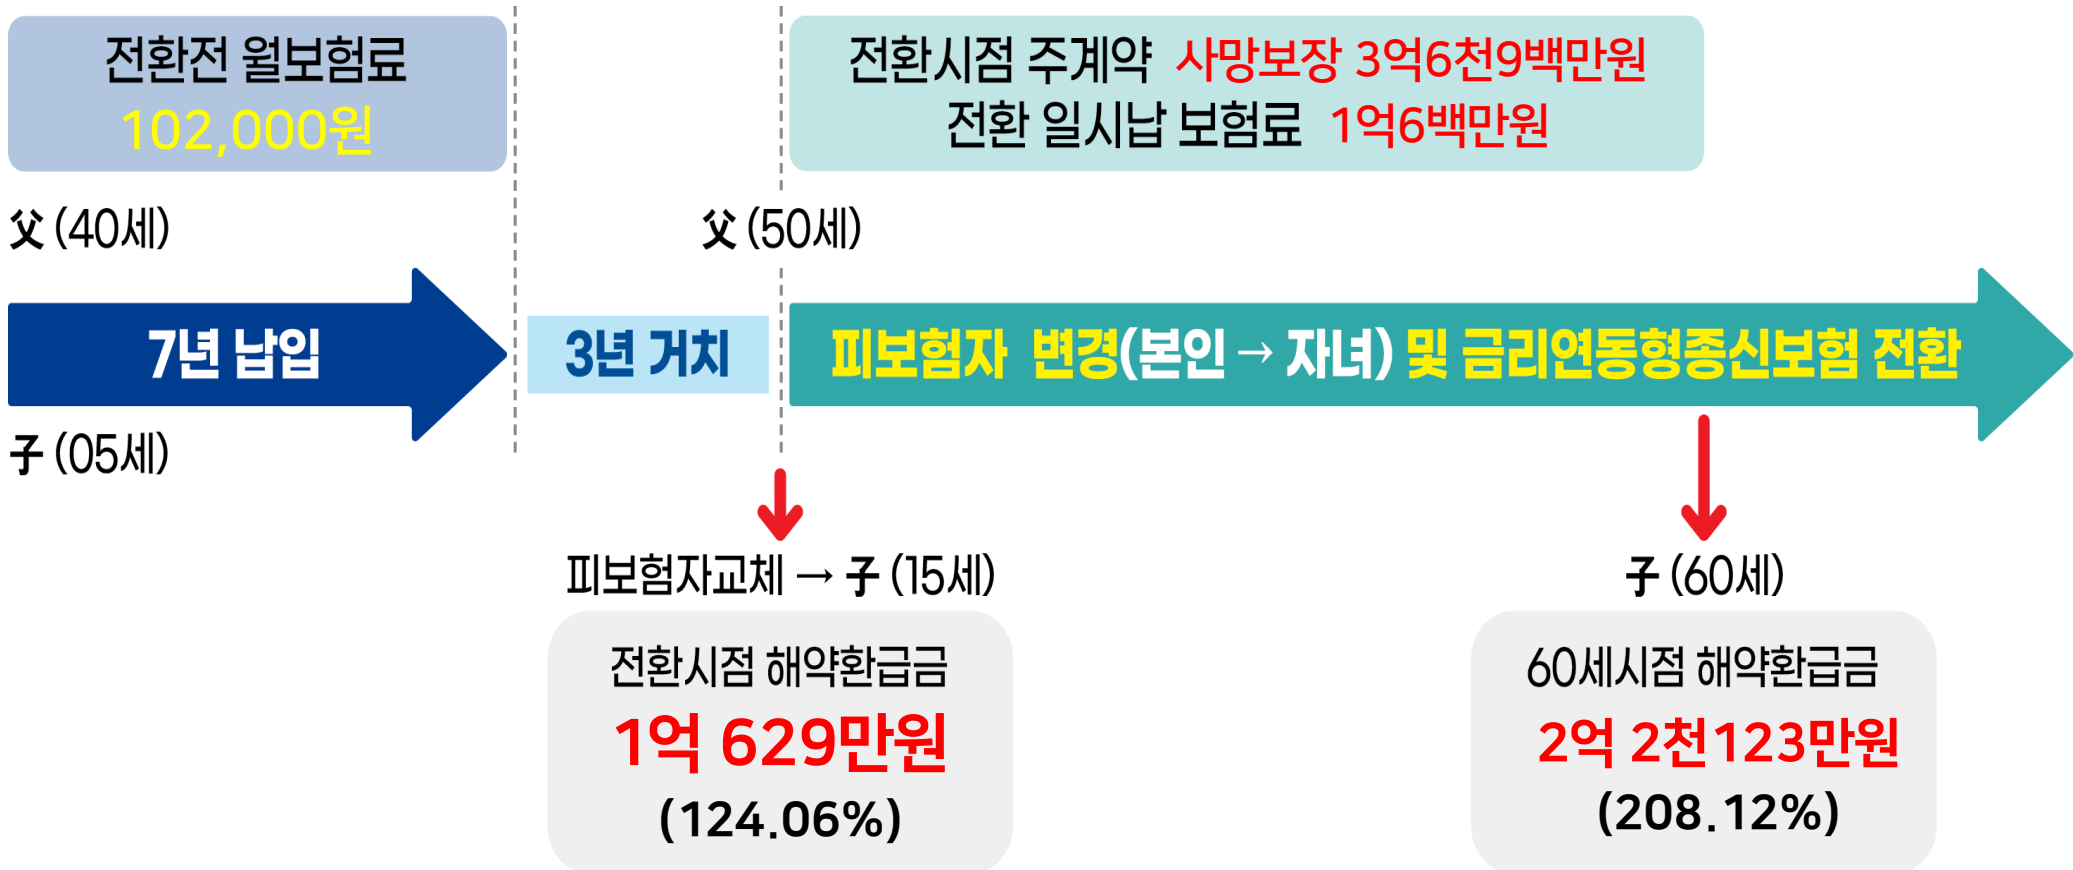 전환전 월보험료
102,000원
전환시점 주계약 사망보장 3억6천9백만원
전환 일시납 보험료 1억6백만원
父 (40세)
父 (50세)
7년 납입
3년 거치
피보험자 변경(본인 → 자녀) 및 금리연동형종신보험 전환
子 (05세)
피보험자교체 → 子 (15세)
子 (60세)
전환시점 해약환급금
1억 629만원
(124.06%)
60세시점 해약환급금
2억 2천123만원
(208.12%)